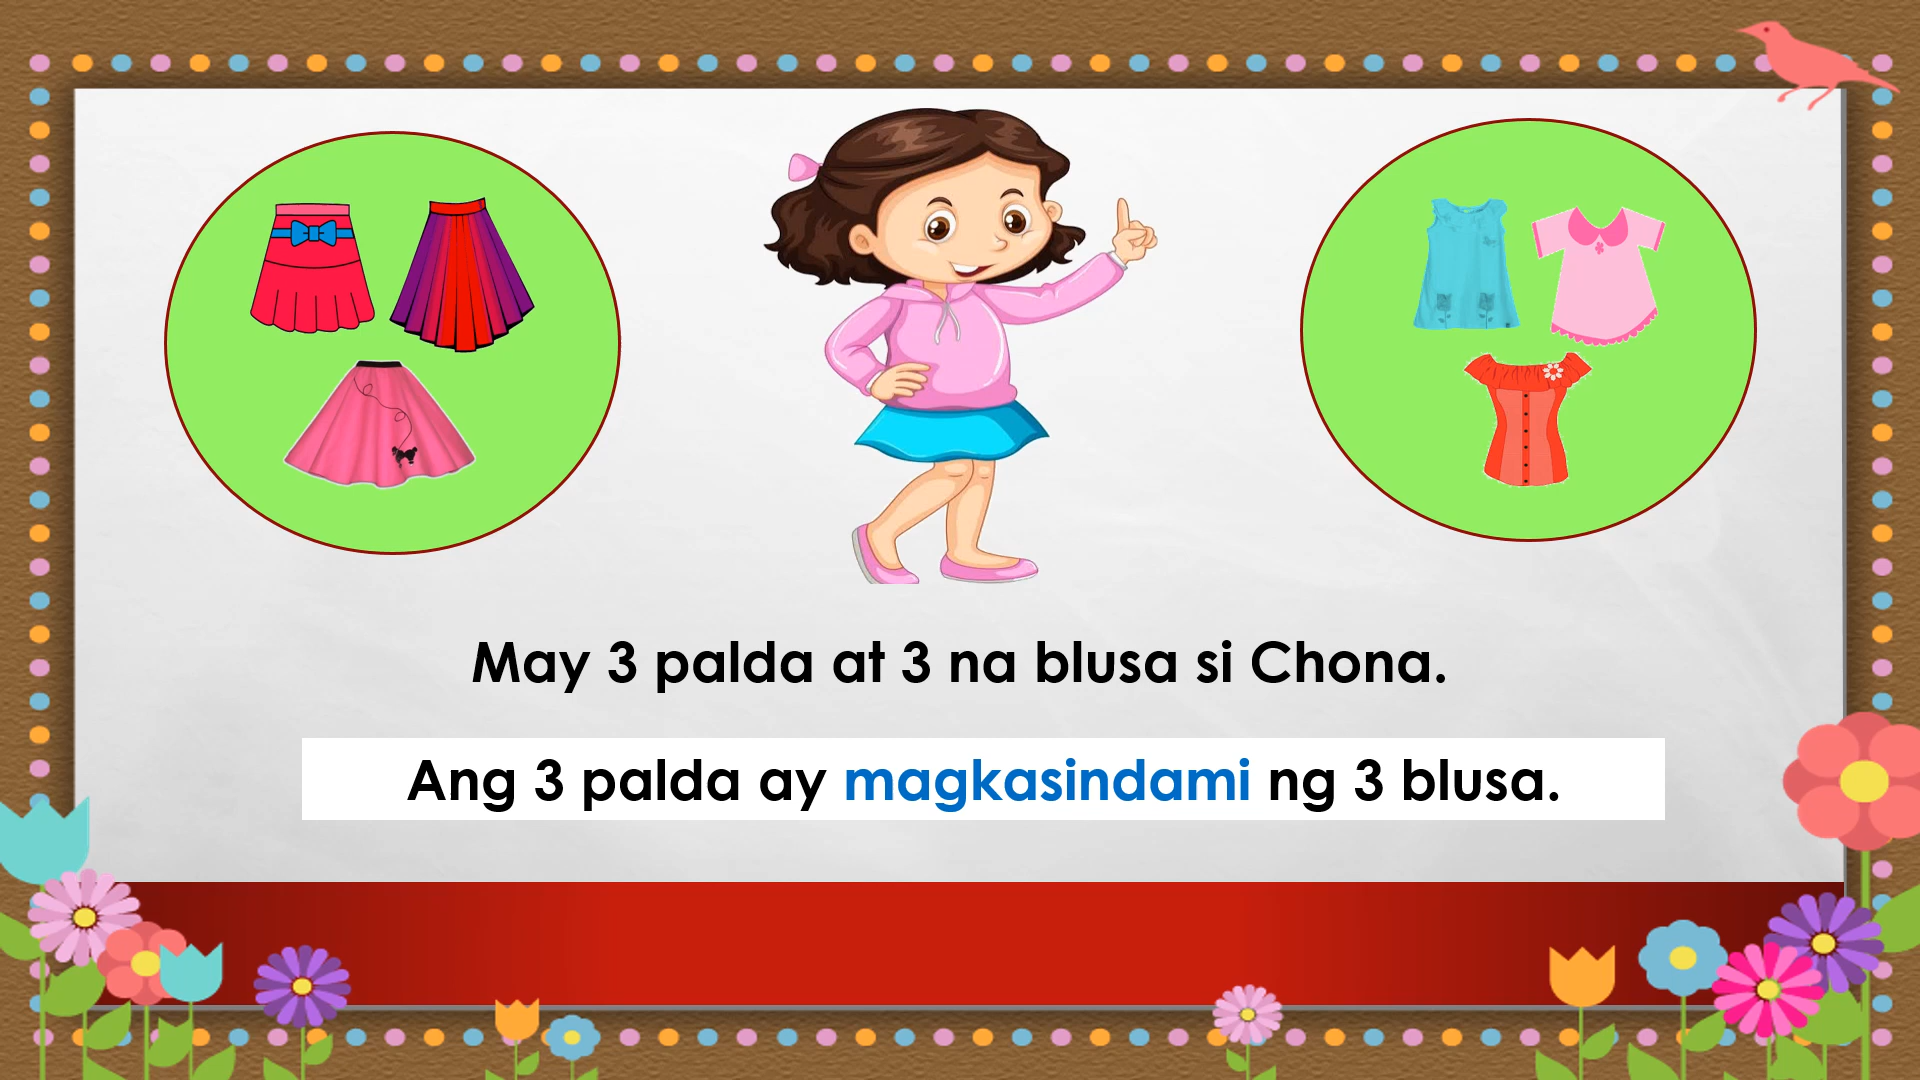 May 3 palda at 3 na blusa si Chona.
Ang 3 palda ay magkasindami ng 3 blusa.